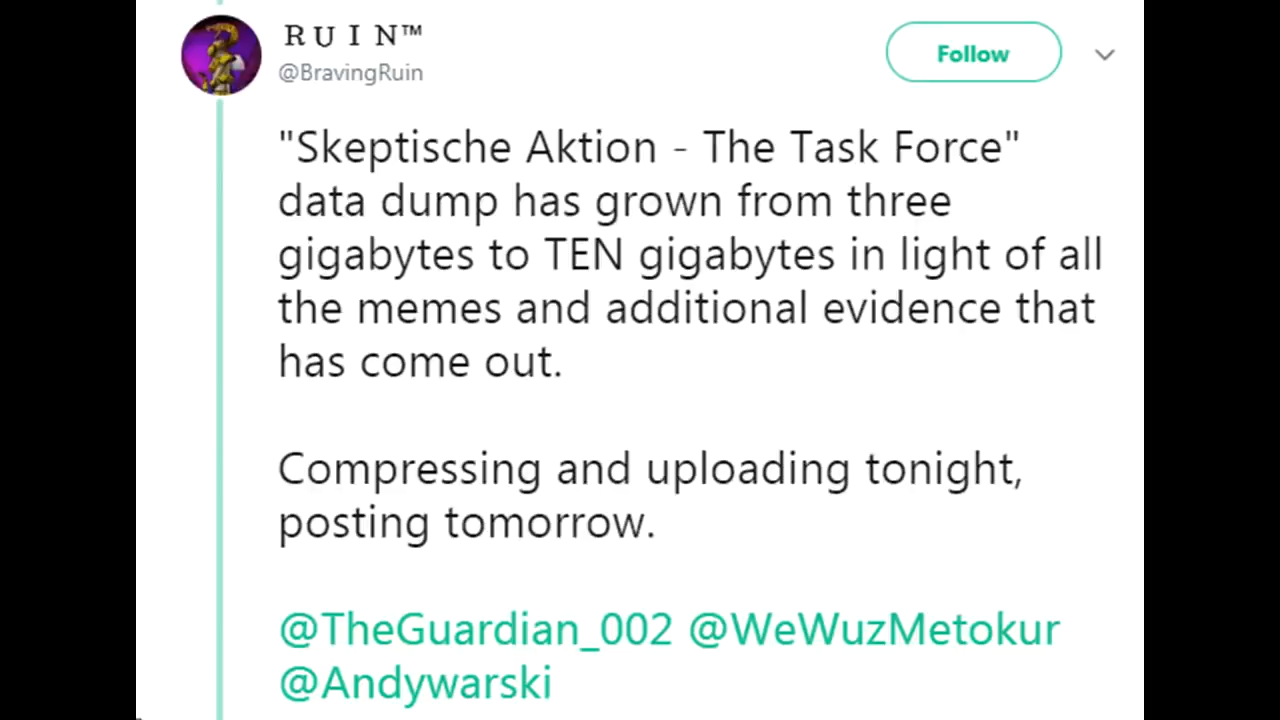 R U I N™
@BravingRuin
Follow
"Skeptische Aktion - The Task Force"
data dump has grown from three
gigabytes to TEN gigabytes in light of all
the memes and additional evidence that
has come out.
Compressing and uploading tonight,
posting tomorrow.
@TheGuardian_002 @WeWuzMetokur
@Andywarski